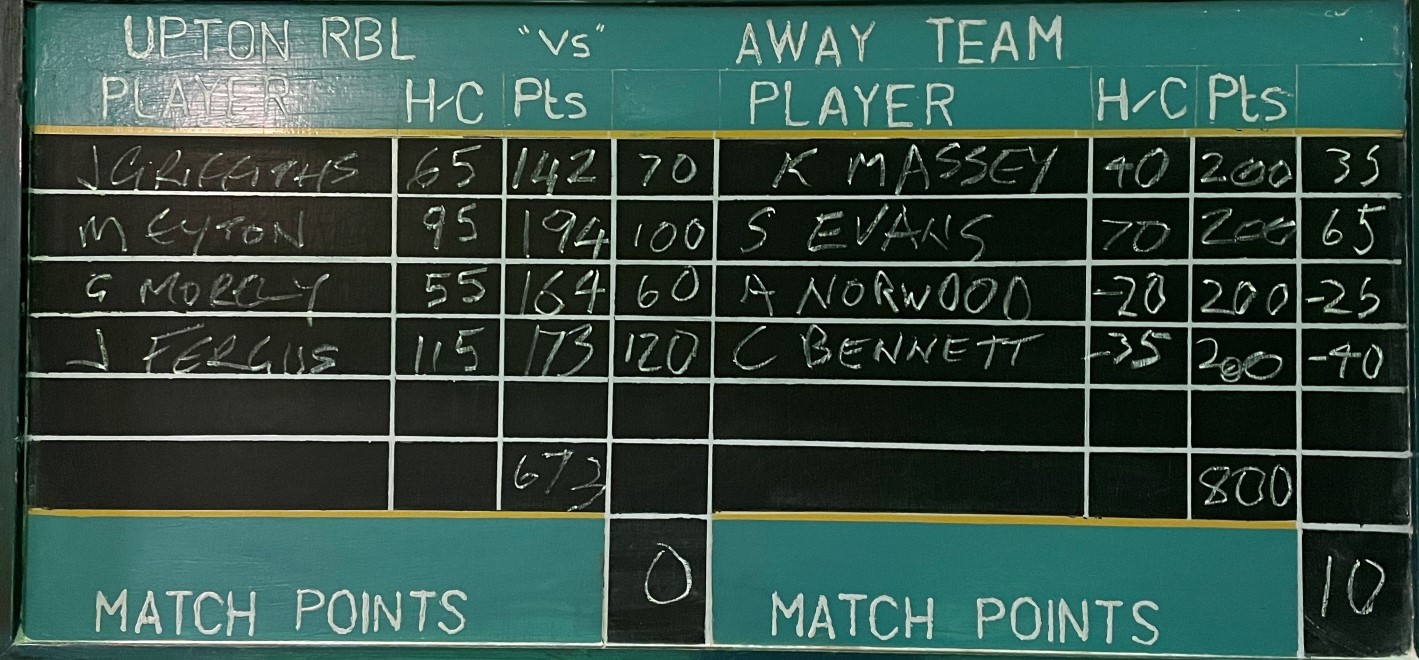 UPTON RBL "VS" AWAY TEAM
PLAYER H-C Pts PLAYER H/C Pts
J GRIFFITHS 65 142 70 K MASSEY 40 200 35
M EYTON 95 194 100 S EVANS 70 200 65
G MORELY 55 164 60 A NORWOOD -20 200 -25
J FERGUS 115 173 120 C BENNETT -35 200 -40
673 800
0 10
MATCH POINTS MATCH POINTS